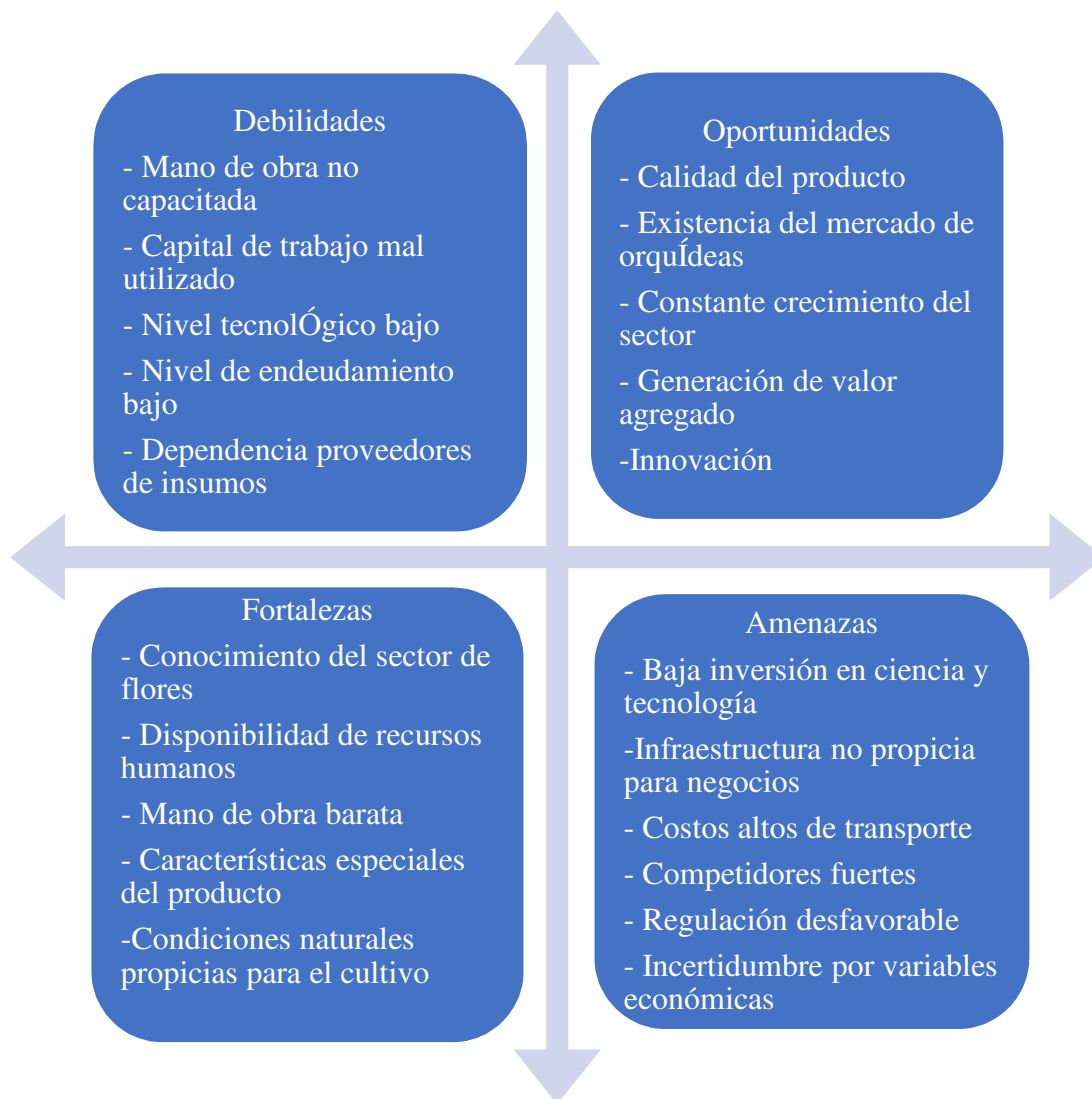 Debilidades
- Mano de obra no
capacitada
- Capital de trabajo mal
utilizado
- Nivel tecnolÓgico bajo
- Nivel de endeudamiento
bajo
- Dependencia proveedores
de insumos
Oportunidades
- Calidad del producto
- Existencia del mercado de
orquÍdeas
- Constante crecimiento del
sector
- Generación de valor
agregado
-Innovación
Fortalezas
- Conocimiento del sector de
flores
- Disponibilidad de recursos
humanos
- Mano de obra barata
- Características especiales
del producto
-Condiciones naturales
propicias para el cultivo
Amenazas
- Baja inversión en ciencia y
tecnología
-Infraestructura no propicia
para negocios
- Costos altos de transporte
- Competidores fuertes
- Regulación desfavorable
- Incertidumbre por variables
económicas